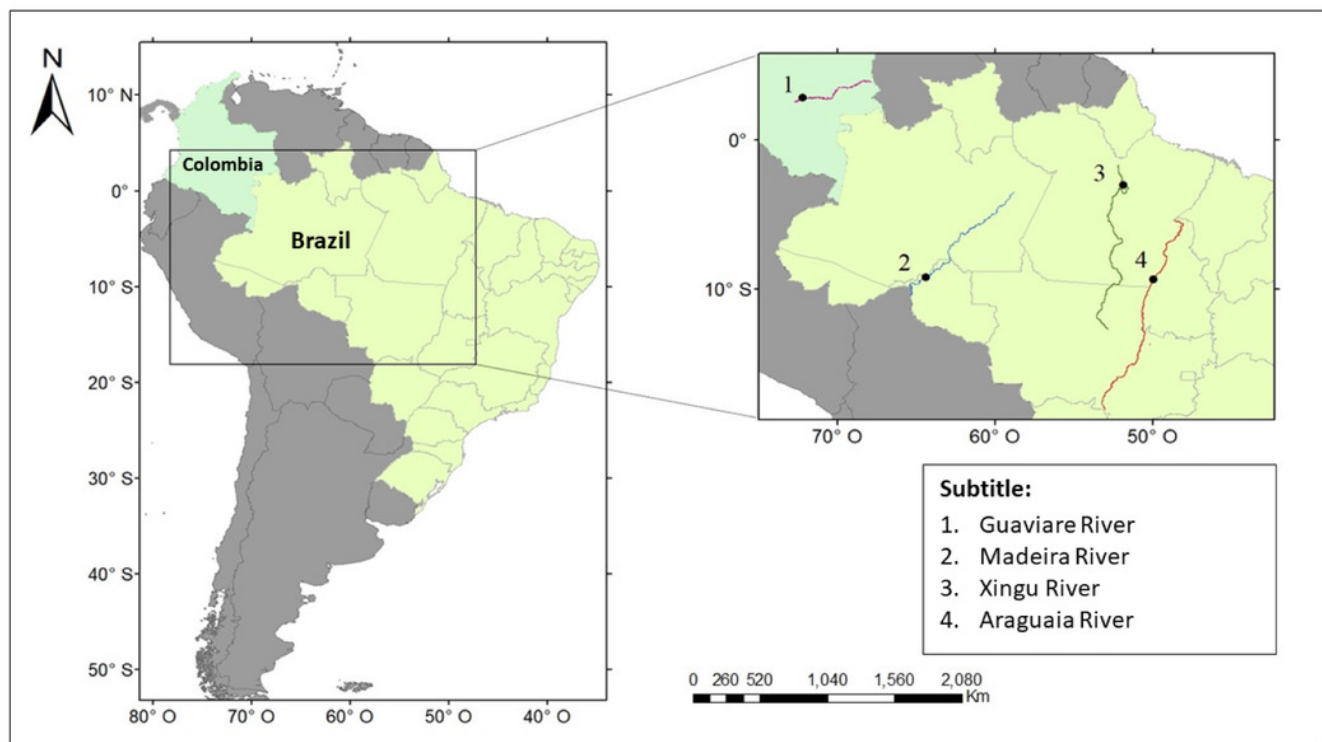 N
10° N
0°
10° S
20° S
30° S
40° S
50° S
80° O 70° O 60° O 50° O 40° O
Colombia
Brazil
0°
10° S
70° O 60° O 50° O
1
2
3
4
Subtitle:
1. Guaviare River
2. Madeira River
3. Xingu River
4. Araguaia River
0 260 520 1,040 1,560 2,080
Km